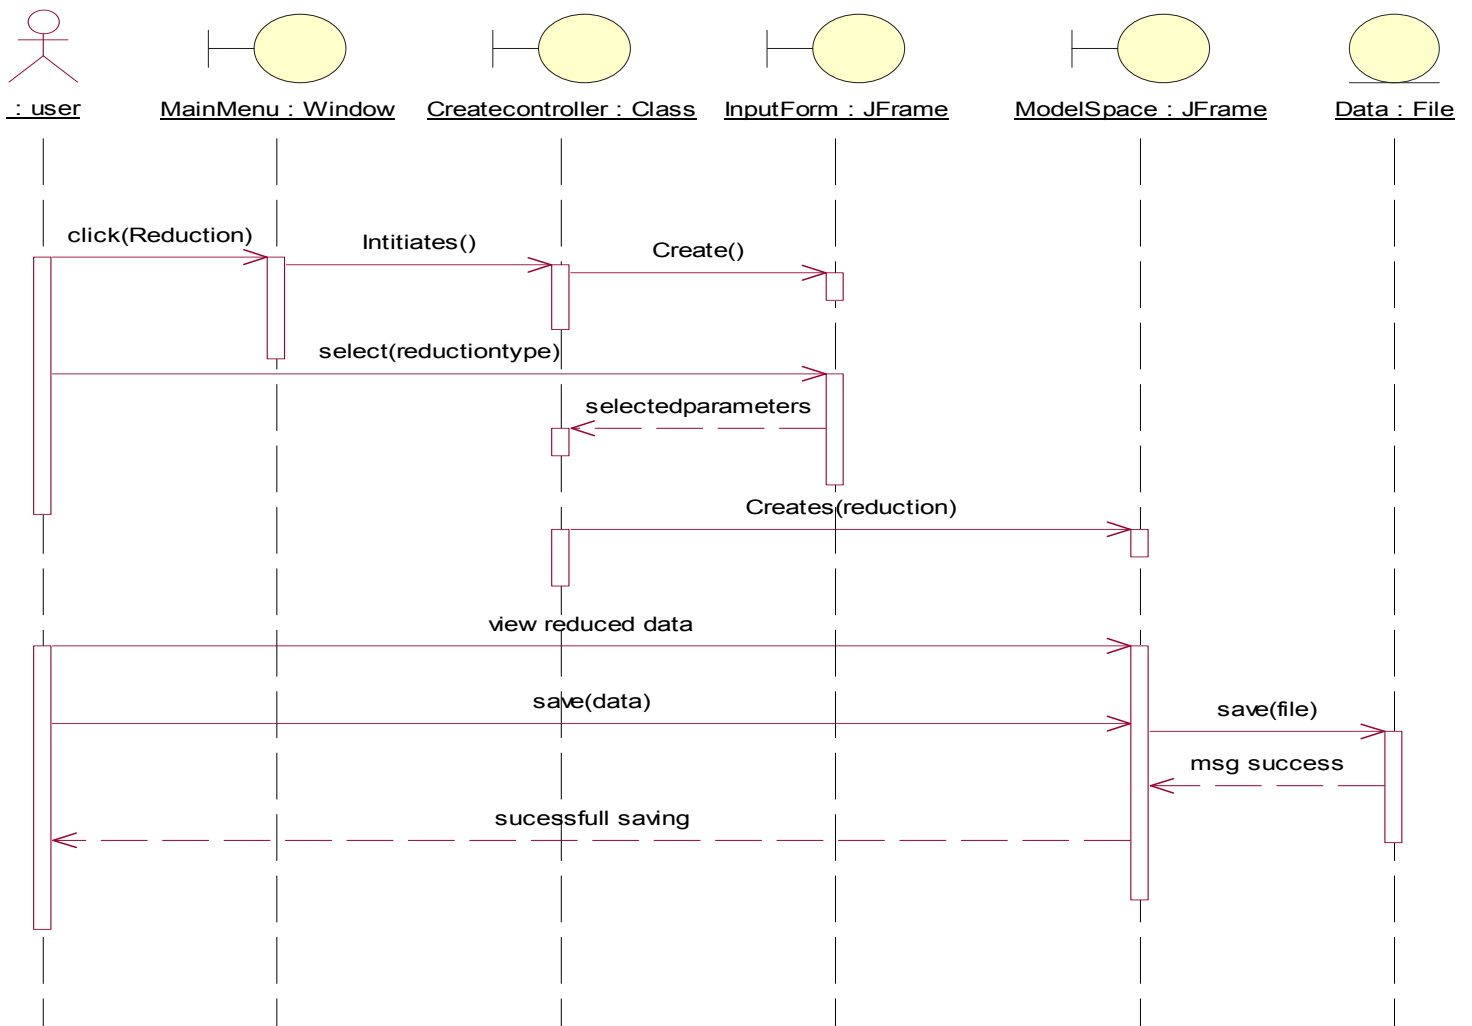 : user
MainMenu : Window
Createcontroller : Class
InputForm : JFrame
ModelSpace : JFrame
Data : File
click(Reduction)
Intitiates()
Create()
select(reductiontype)
selectedparameters
Creates(reduction)
view reduced data
save(data)
save(file)
msg success
sucessfull saving